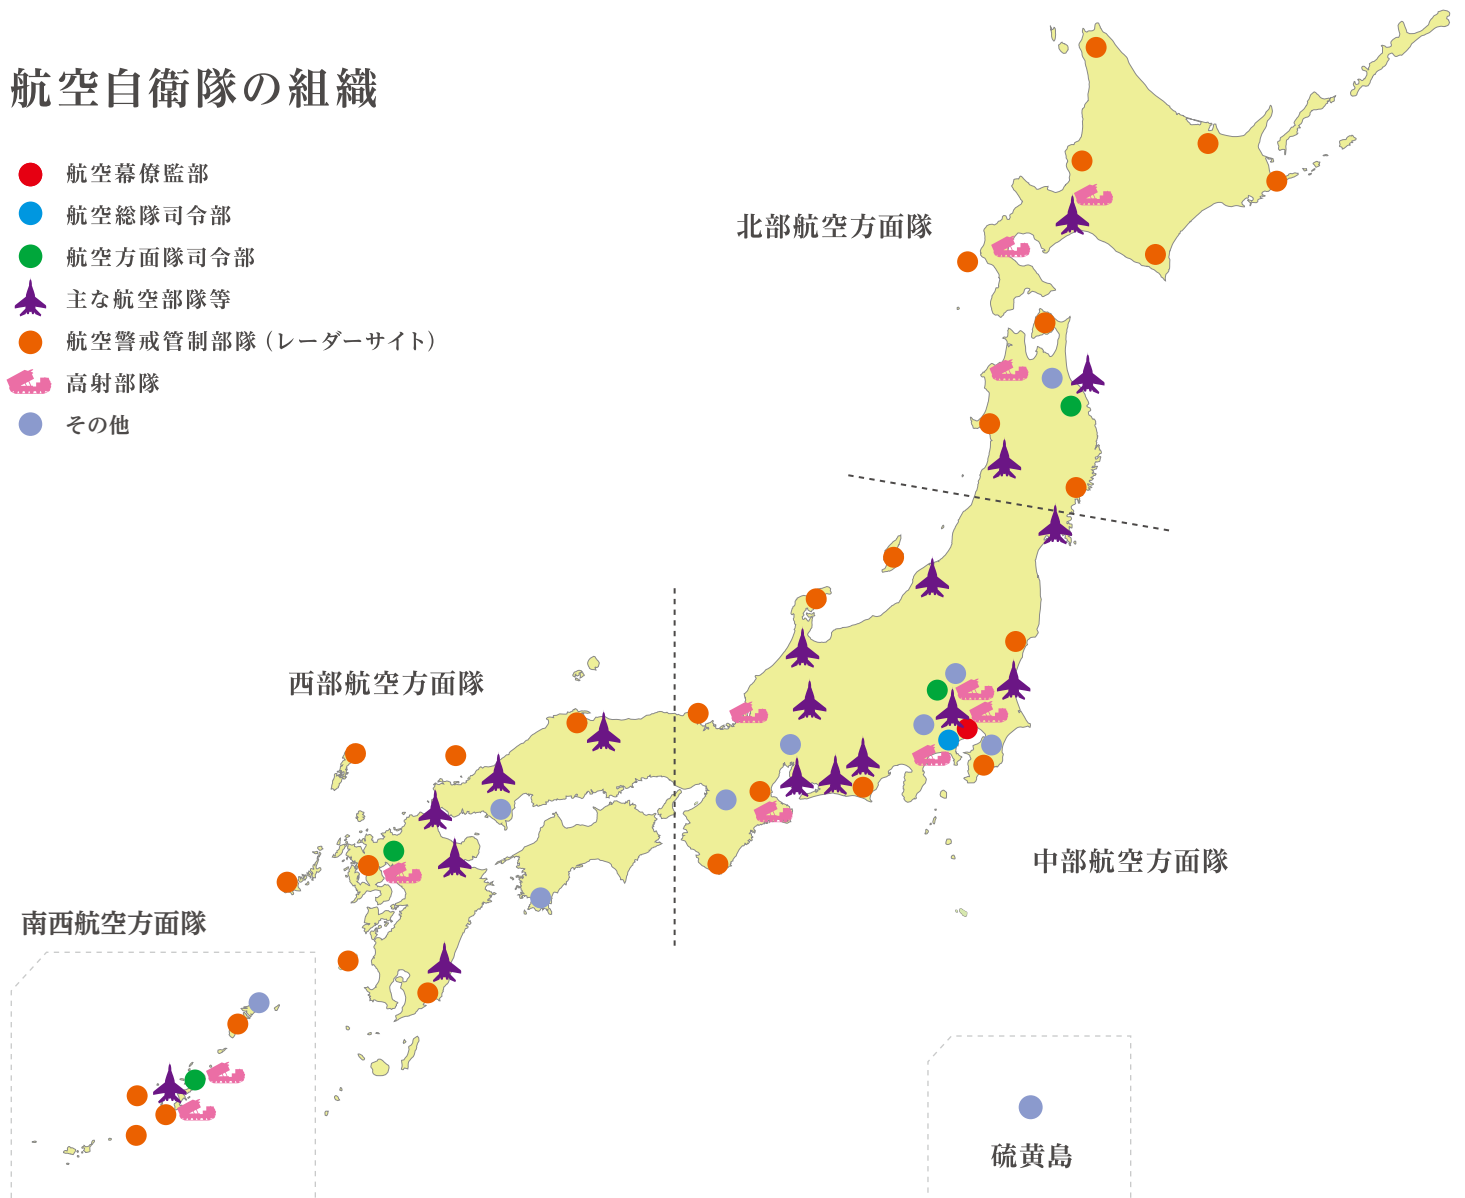 航空自衛隊の組織
航空幕僚監部
航空総隊司令部
航空方面隊司令部
主な航空部隊等
航空警戒管制部隊（レーダーサイト）
高射部隊
その他
北部航空方面隊
西部航空方面隊
中部航空方面隊
南西航空方面隊
硫黄島